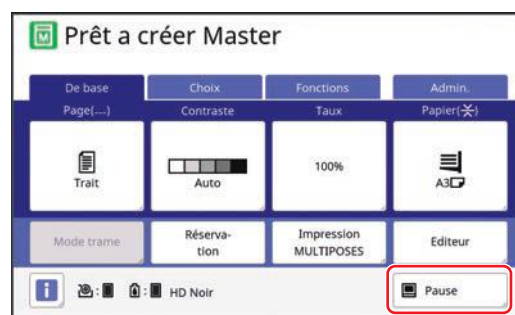 Prêt a créer Master
De base Choix Fonctions Admin.
Page(....) Contraste Taux Papier(※)
Trait Auto 100% A3
Mode trame Réserva-
tion Impression
MULTIPOSES Editeur
HD Noir Pause